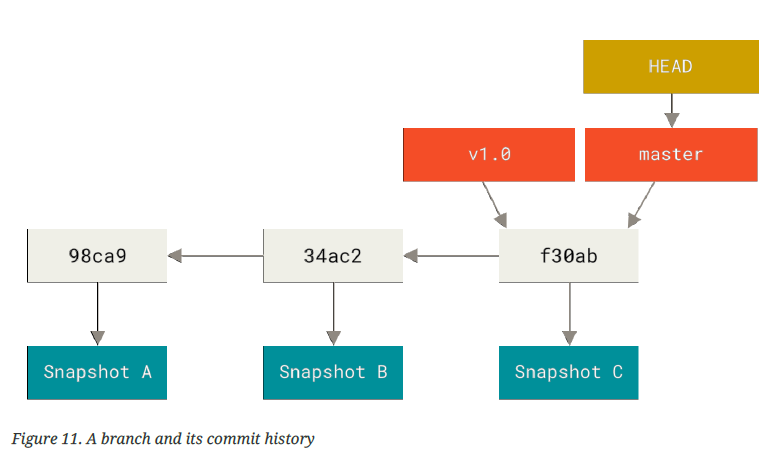 HEAD
v1.0 master
98ca9 34ac2 f30ab
Snapshot A Snapshot B Snapshot C
Figure 11. A branch and its commit history